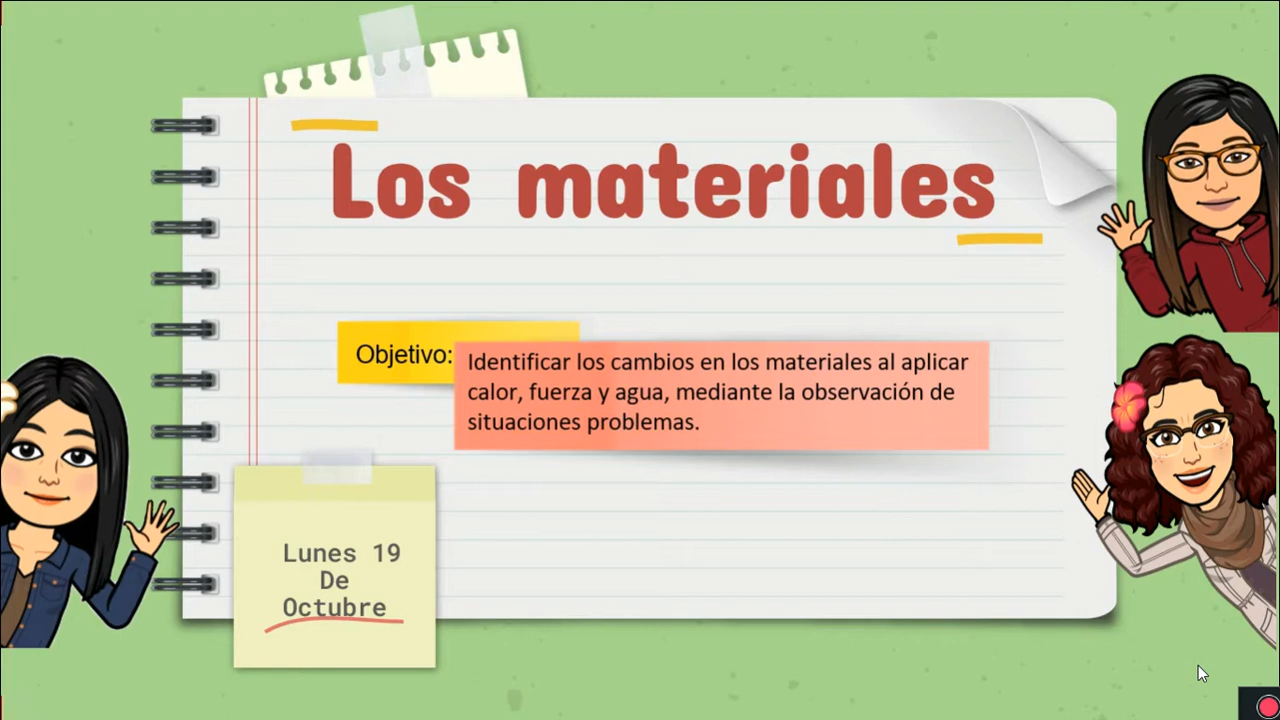 Los materiales
Objetivo:
Identificar los cambios en los materiales al aplicar
calor, fuerza y agua, mediante la observación de
situaciones problemas.
Lunes 19
De
Octubre